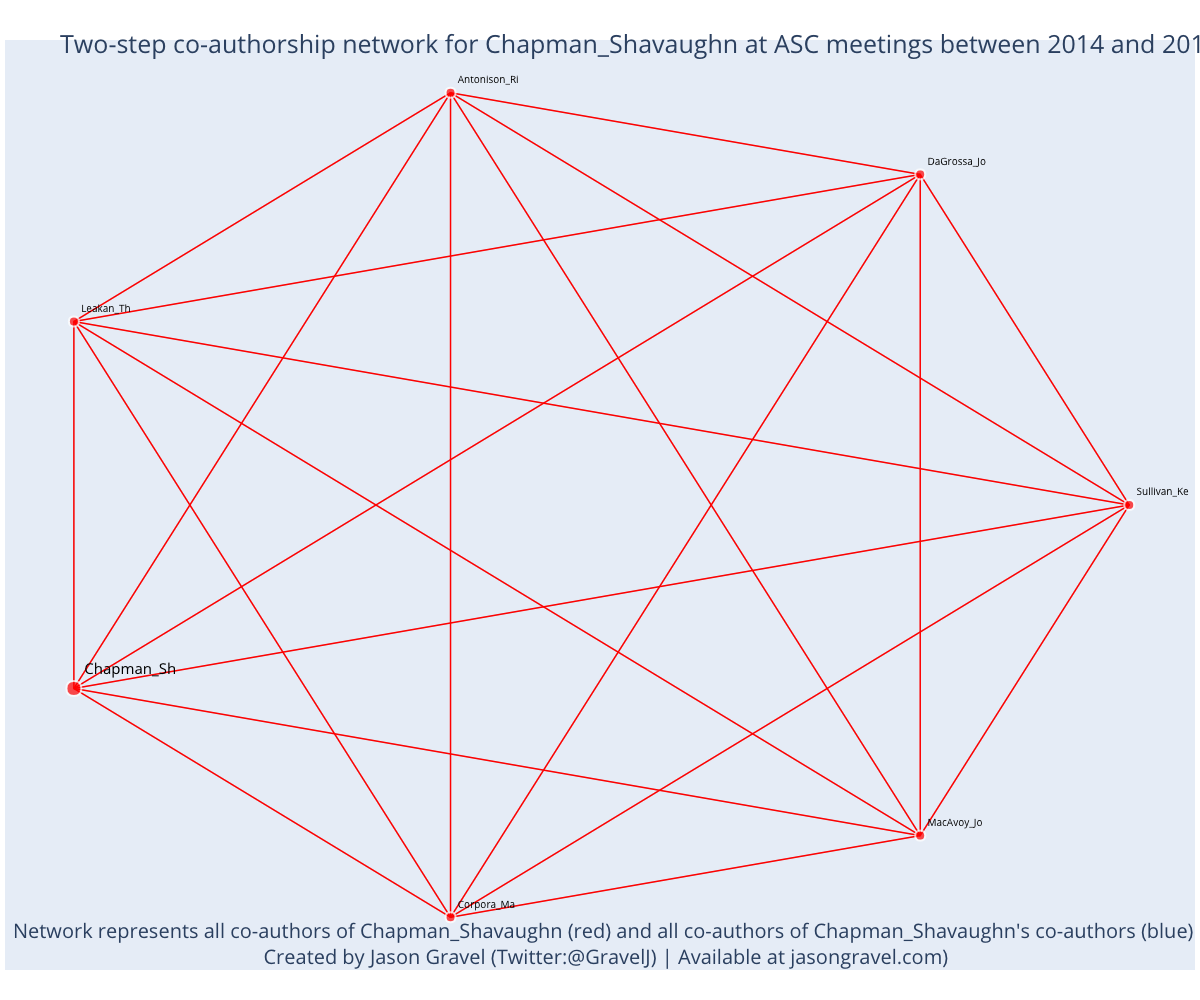 Two-step co-authorship network for Chapman_Shavaughn at ASC meetings between 2014 and 201
Antonison_Ri
DaGrossa_Jo
Leakan_Th
Sullivan_Ke
Chapman_Sh
MacAvoy_Jo
Corpora_Ma
Network represents all co-authors of Chapman_Shavaughn (red) and all co-authors of Chapman_Shavaughn's co-authors (blue)
Created by Jason Gravel (Twitter:@GravelJ) | Available at jasongravel.com)